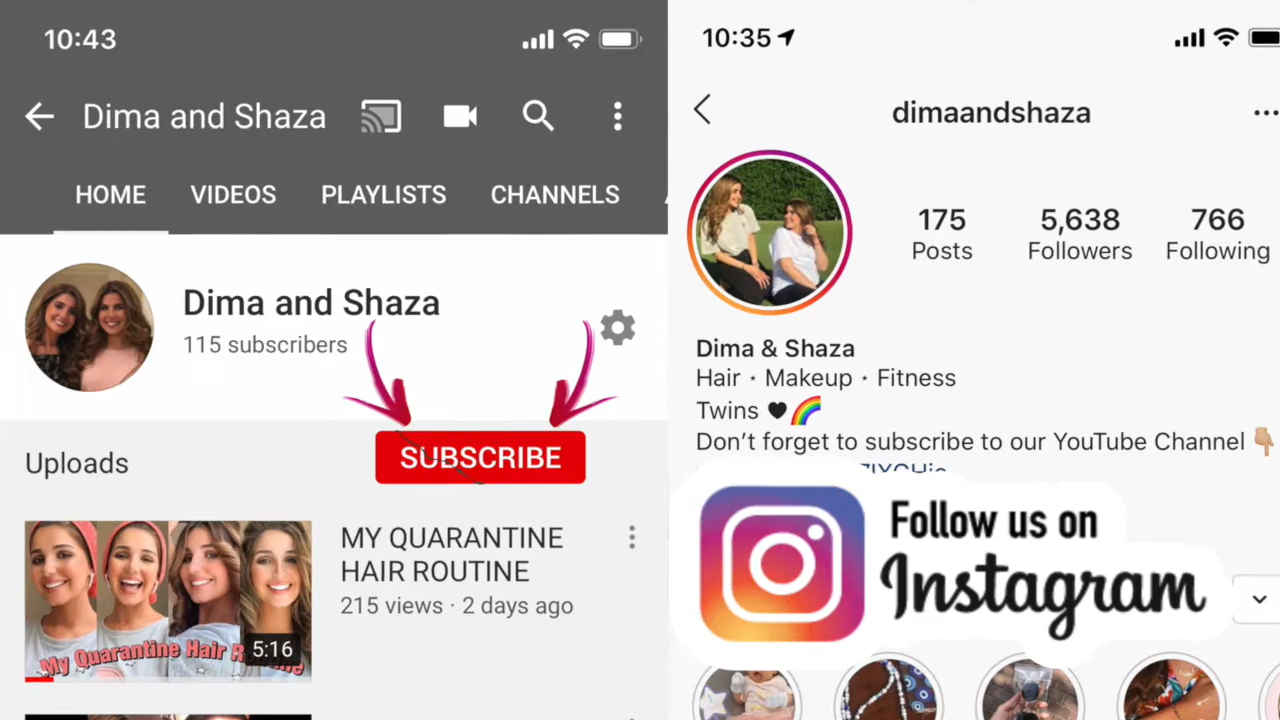 10:43
Dima and Shaza
HOME VIDEOS PLAYLISTS CHANNELS
Dima and Shaza
115 subscribers
SUBSCRIBE
Uploads
MY QUARANTINE
HAIR ROUTINE
215 views · 2 days ago
My Quarantine Hair
5:16
10:35
dimaandshaza
175 5,638 766
Posts Followers Following
Dima & Shaza
Hair · Makeup · Fitness
Twins 🖤🌈
Don't forget to subscribe to our YouTube Channel 👇🏼
Follow us on
Instagram